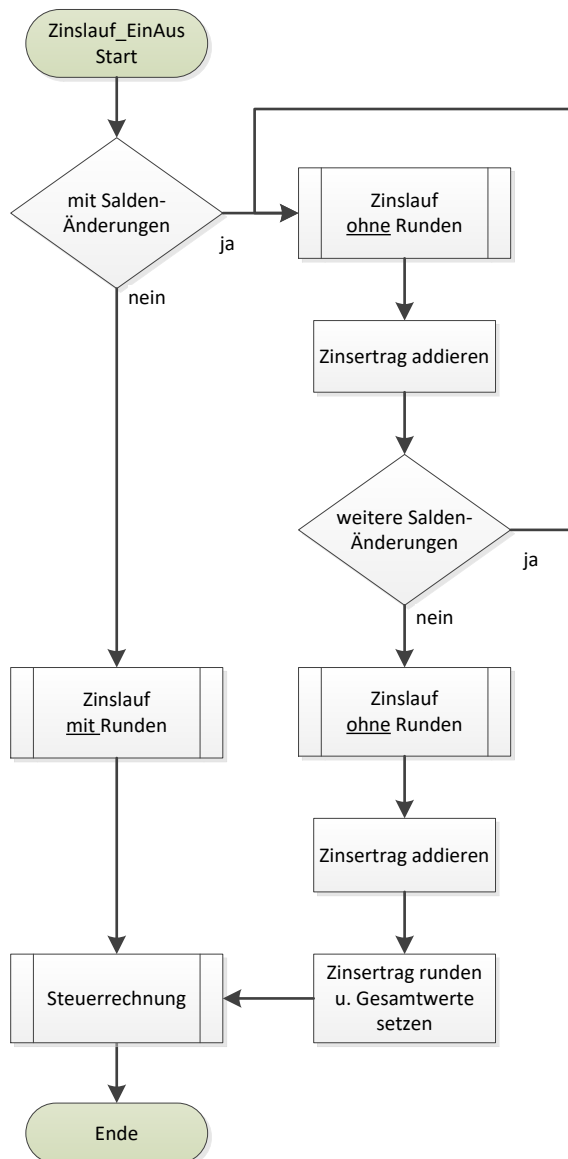 Zinslauf_EinAus
Start
mit Salden-
Änderungen
ja
nein
Zinslauf
ohne Runden
Zinsertrag addieren
weitere Salden-
Änderungen
ja
nein
Zinslauf
mit Runden
Zinslauf
ohne Runden
Zinsertrag addieren
Steuerrechnung
Zinsertrag runden
u. Gesamtwerte
setzen
Ende